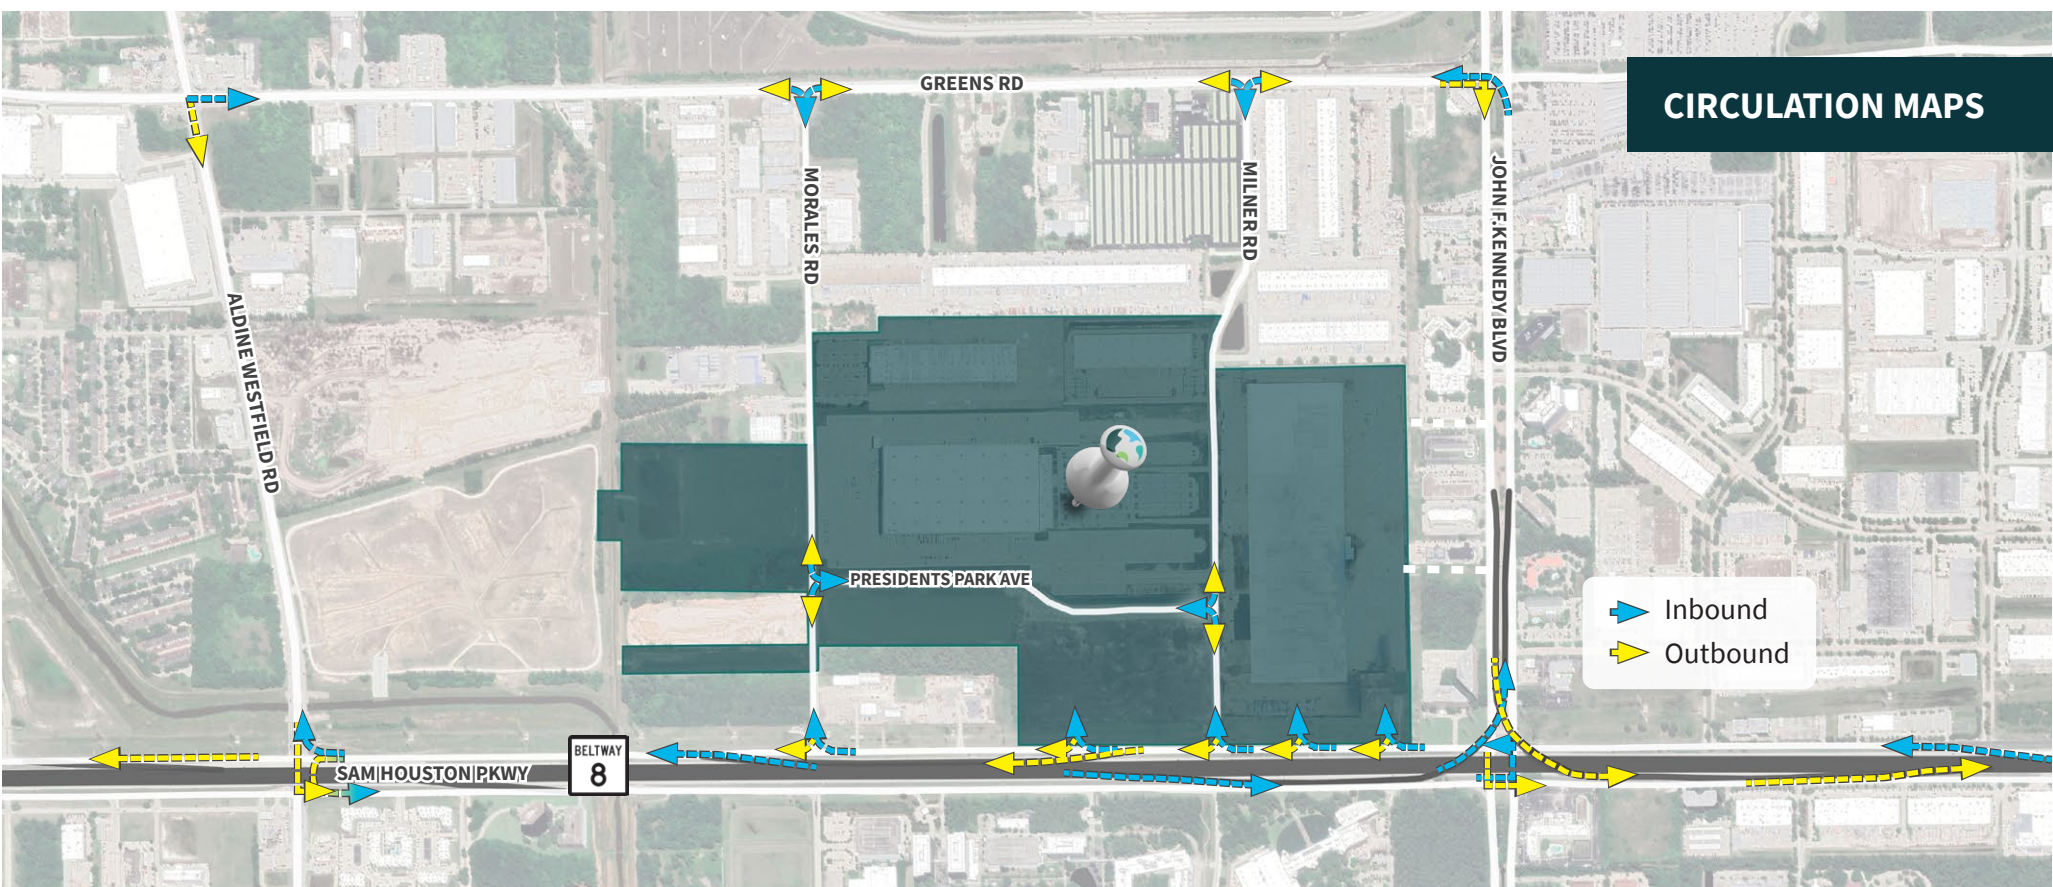 GREENS RD
CIRCULATION MAPS
MORALES RD
MILNER RD
JOHN F. KENNEDY BLVD
ALDINE WESTFIELD RD
PRESIDENTS PARK AVE
Inbound
Outbound
BELTWAY
8
SAM HOUSTON PKWY